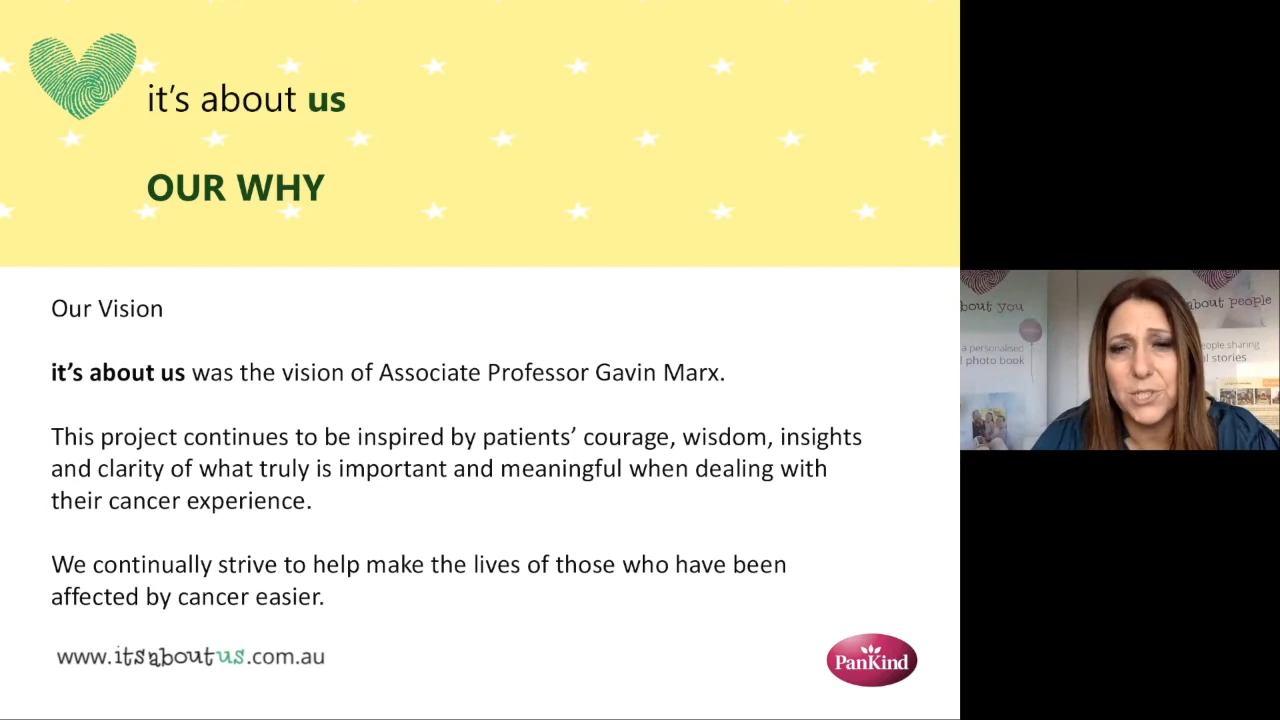 it's about us
OUR WHY
Our Vision
it's about us was the vision of Associate Professor Gavin Marx.
This project continues to be inspired by patients' courage, wisdom, insights
and clarity of what truly is important and meaningful when dealing with
their cancer experience.
We continually strive to help make the lives of those who have been
affected by cancer easier.
www.itsaboutus.com.au
PanKind
bout you
a personalised
photo book
about people
ople sharing
l stories